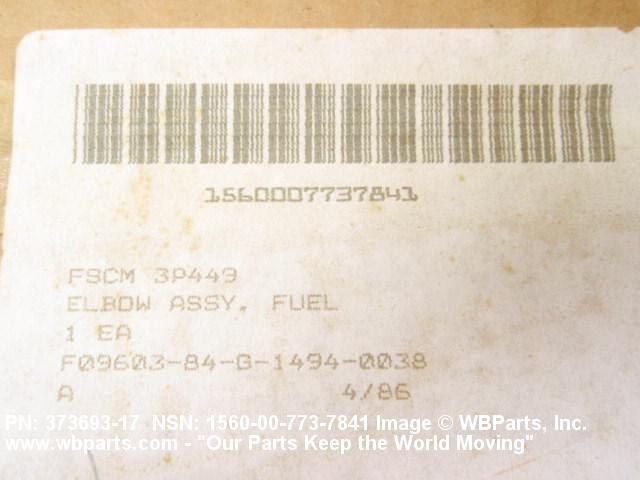 1560007737841
FSCM 3P449
ELBOW ASSY, FUEL
1 EA
F09603-84-G-1494-0038
A 4/86
PN: 373693-17 NSN: 1560-00-773-7841 Image © WBParts, Inc.
www.wbparts.com - "Our Parts Keep the World Moving"